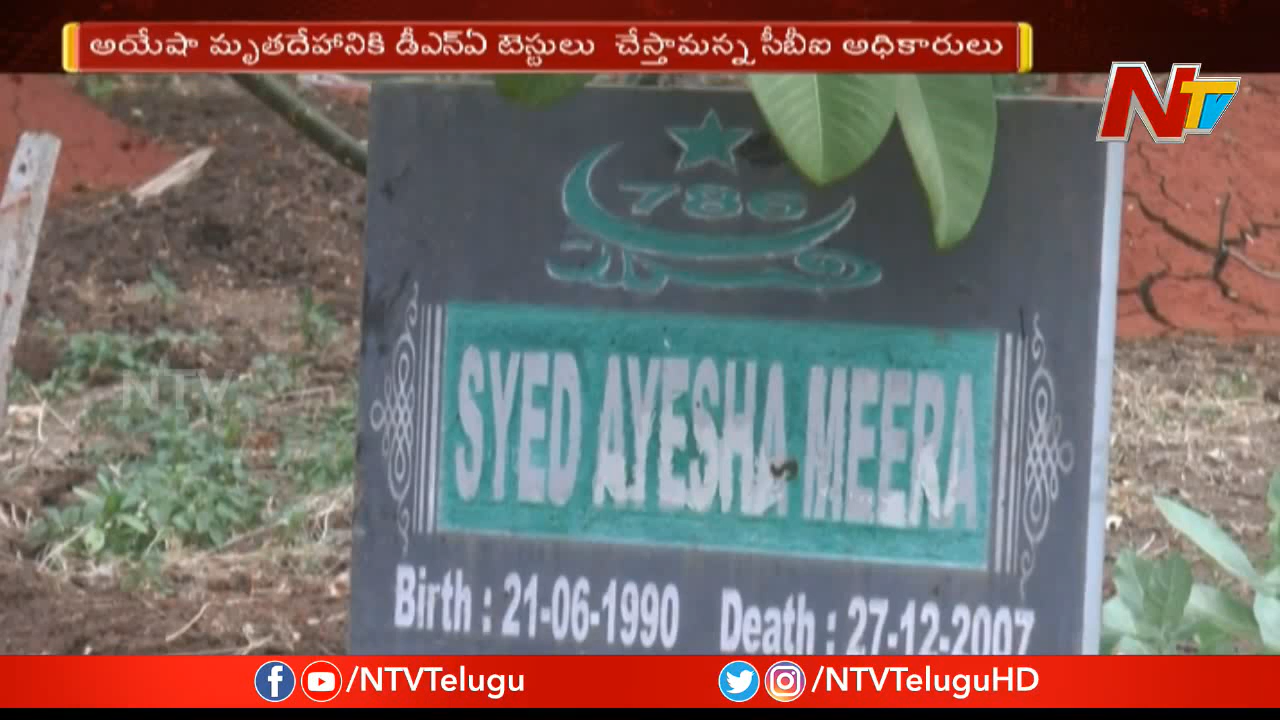 అయేషా మృతదేహానికి డీఎన్ఏ టెస్టులు చేస్తామన్న సీబీఐ అధికారులు
NTV
786
NTV
SYED AYESHA MEERA
Birth : 21-06-1990 Death : 27-12-2007
/NTVTelugu /NTVTeluguHD